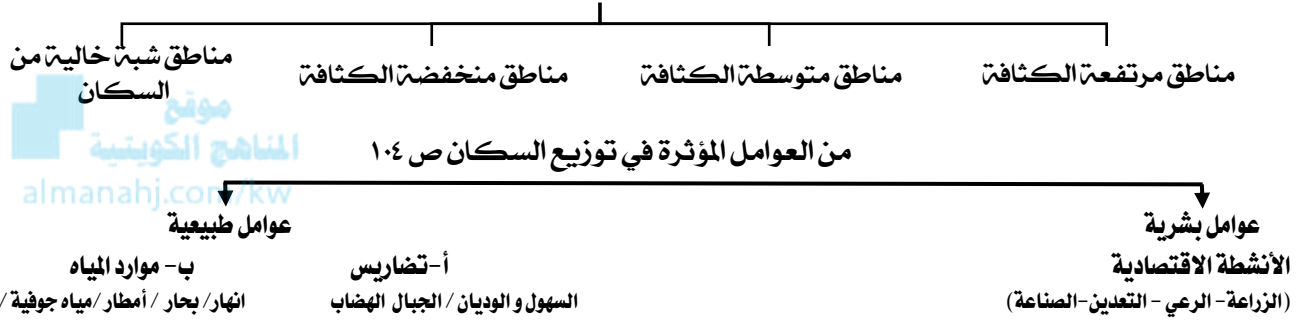 مناطق مرتفعة الكثافة
مناطق متوسطة الكثافة
مناطق منخفضة الكثافة
مناطق شبة خالية من
السكان
موقع
المناهج الكويتية
almanahj.com/kw
من العوامل المؤثرة في توزيع السكان ص ١٠٤
عوامل بشرية
الأنشطة الاقتصادية
(الزراعة- الرعي - التعدين-الصناعة)
عوامل طبيعية
أ-تضاريس
السهول و الوديان / الجبال الهضاب
ب- موارد المياه
انهار/ بحار / أمطار /مياه جوفية /